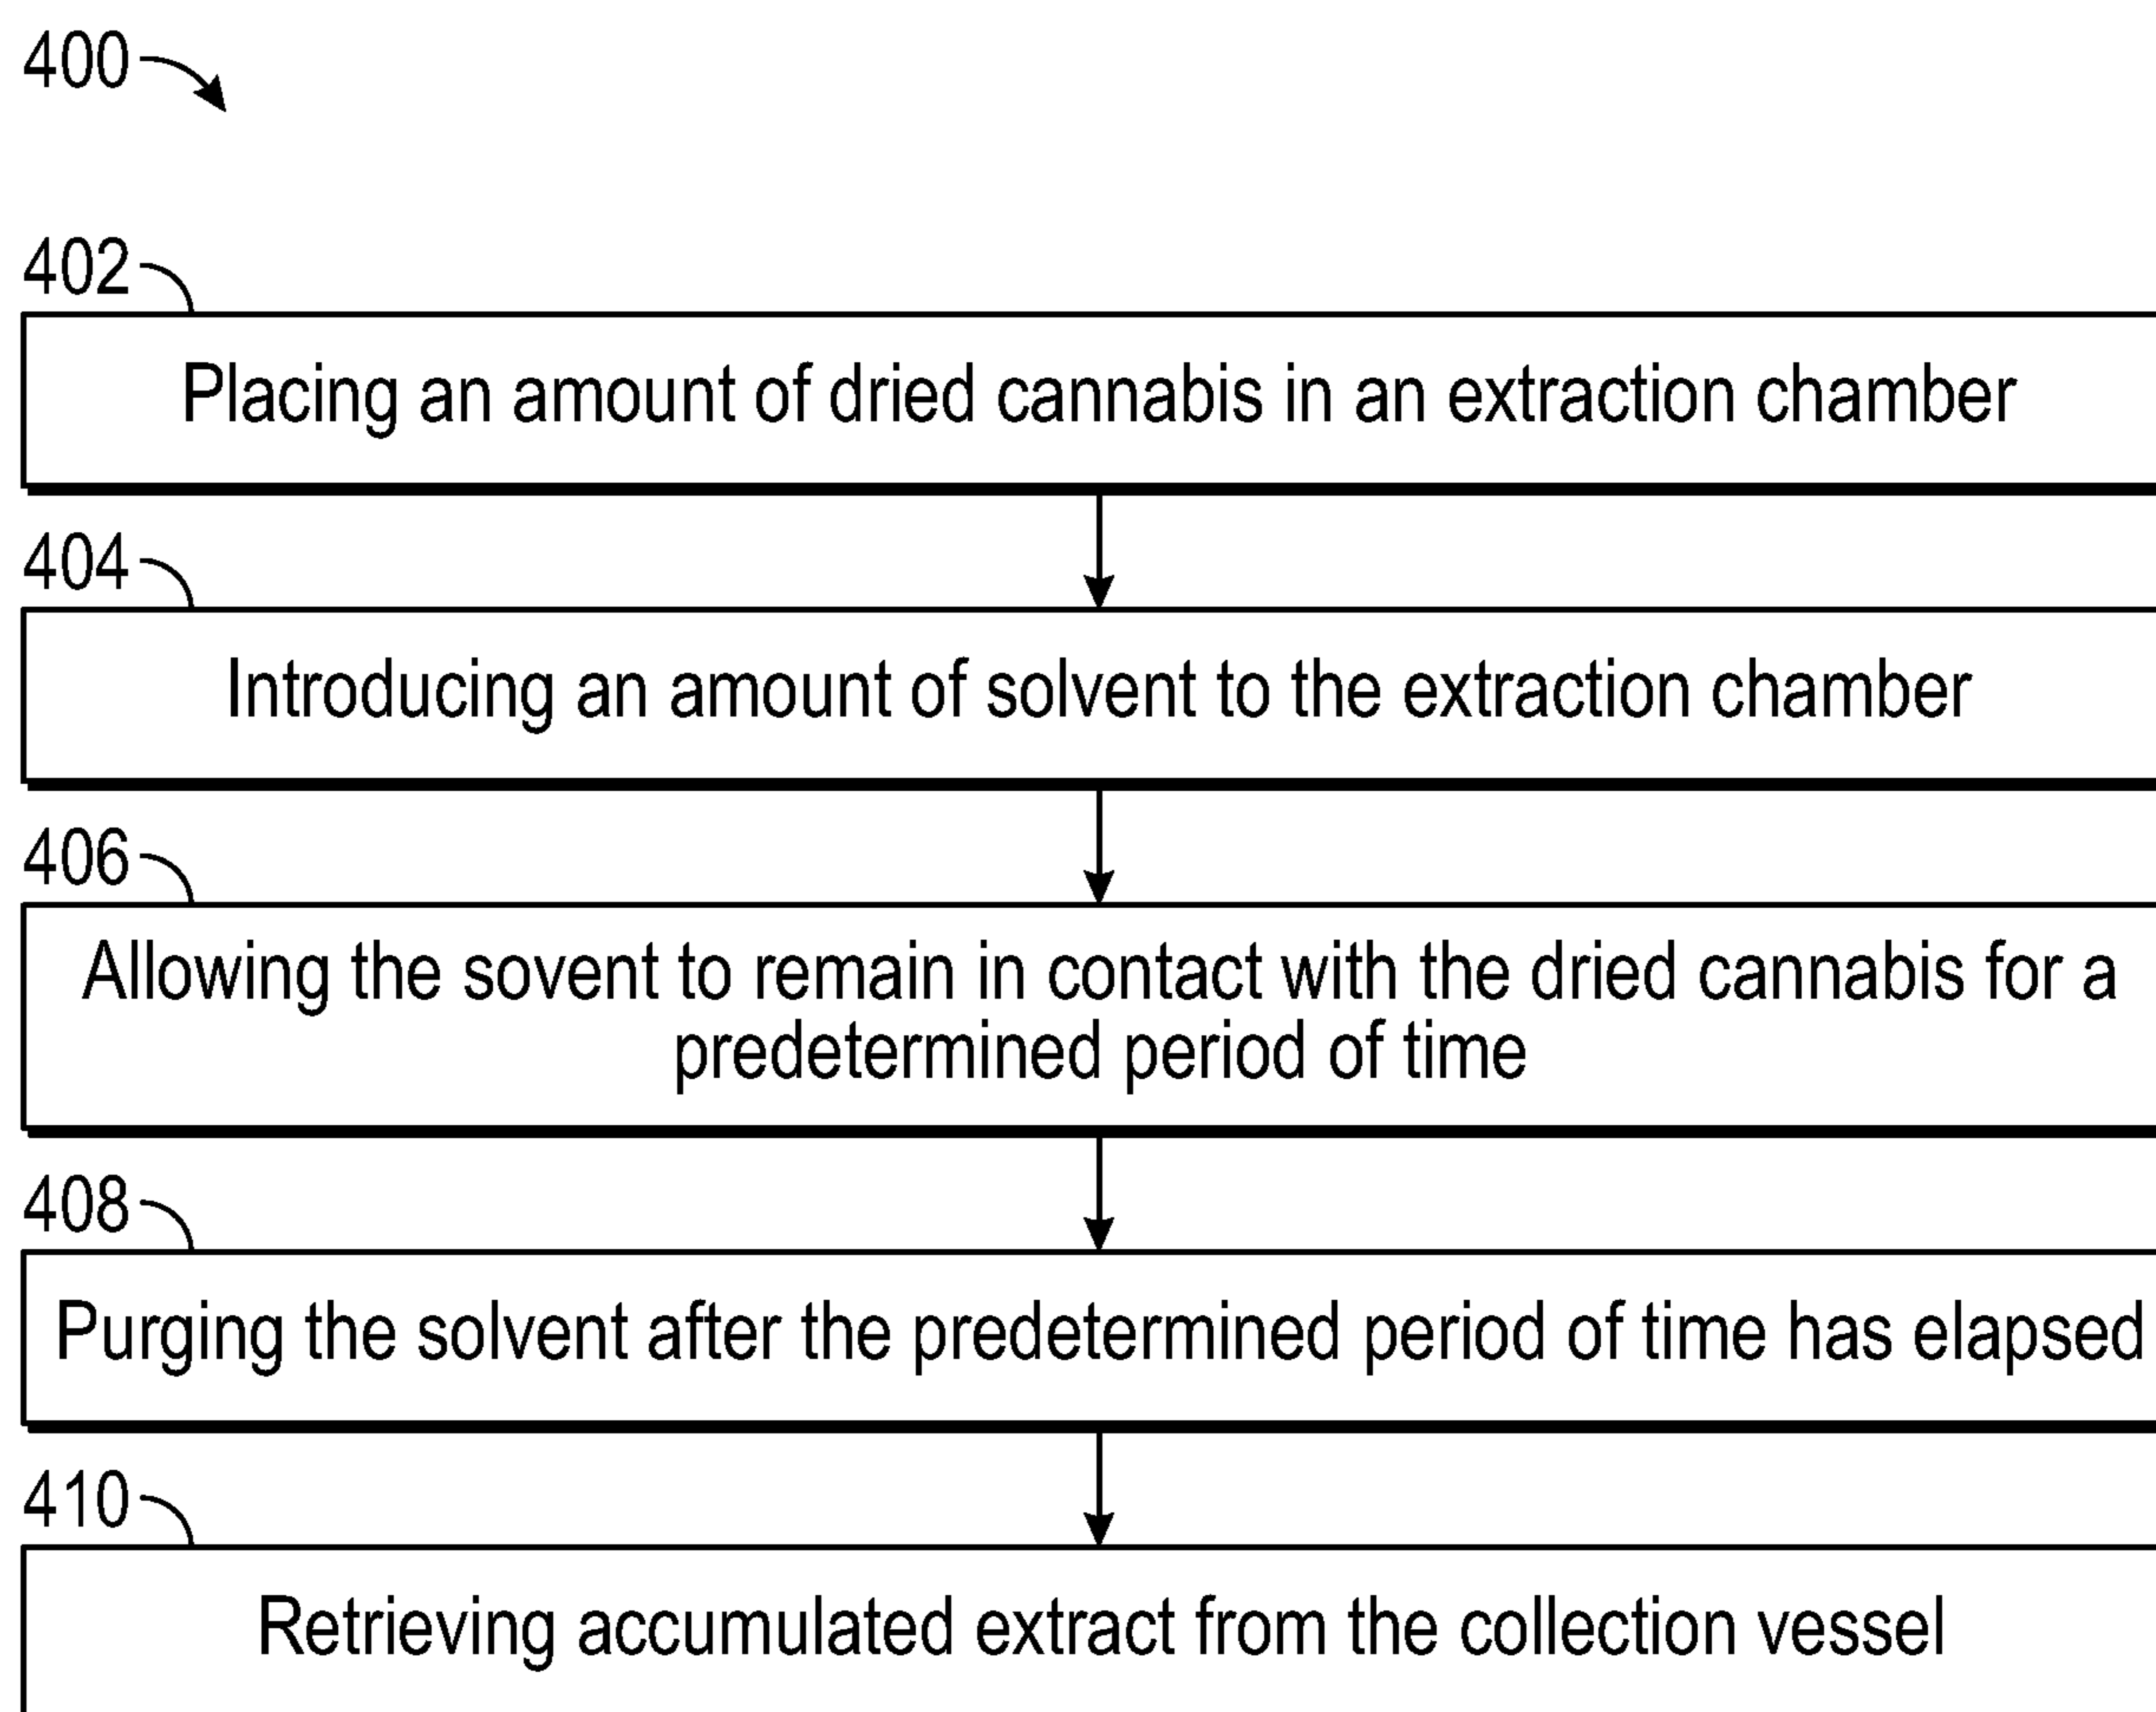 400
402
Placing an amount of dried cannabis in an extraction chamber
404
Introducing an amount of solvent to the extraction chamber
406
Allowing the sovent to remain in contact with the dried cannabis for a
predetermined period of time
408
Purging the solvent after the predetermined period of time has elapsed
410
Retrieving accumulated extract from the collection vessel